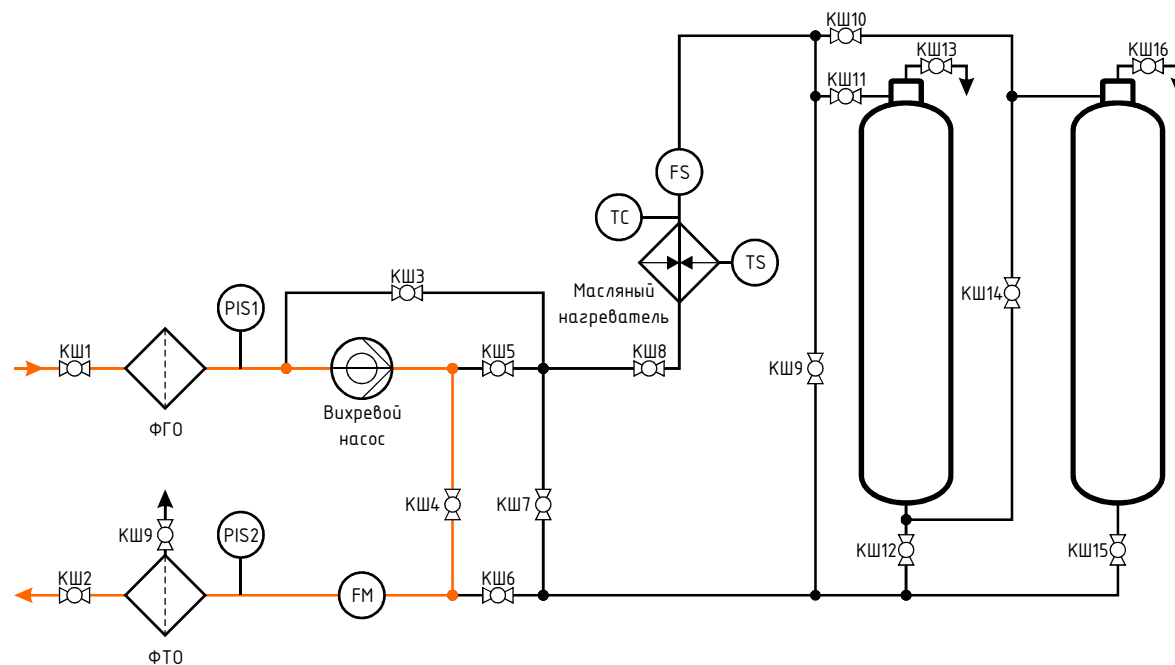 КШ10
КШ13
КШ16
КШ11
FS
TC
TS
КШ3
Масляный
нагреватель
КШ14
PIS1
КШ1
КШ5
КШ8
КШ9
ФГО
Вихревой
насос
КШ4
КШ7
КШ9
PIS2
КШ12
КШ15
КШ2
КШ6
FM
ФТО